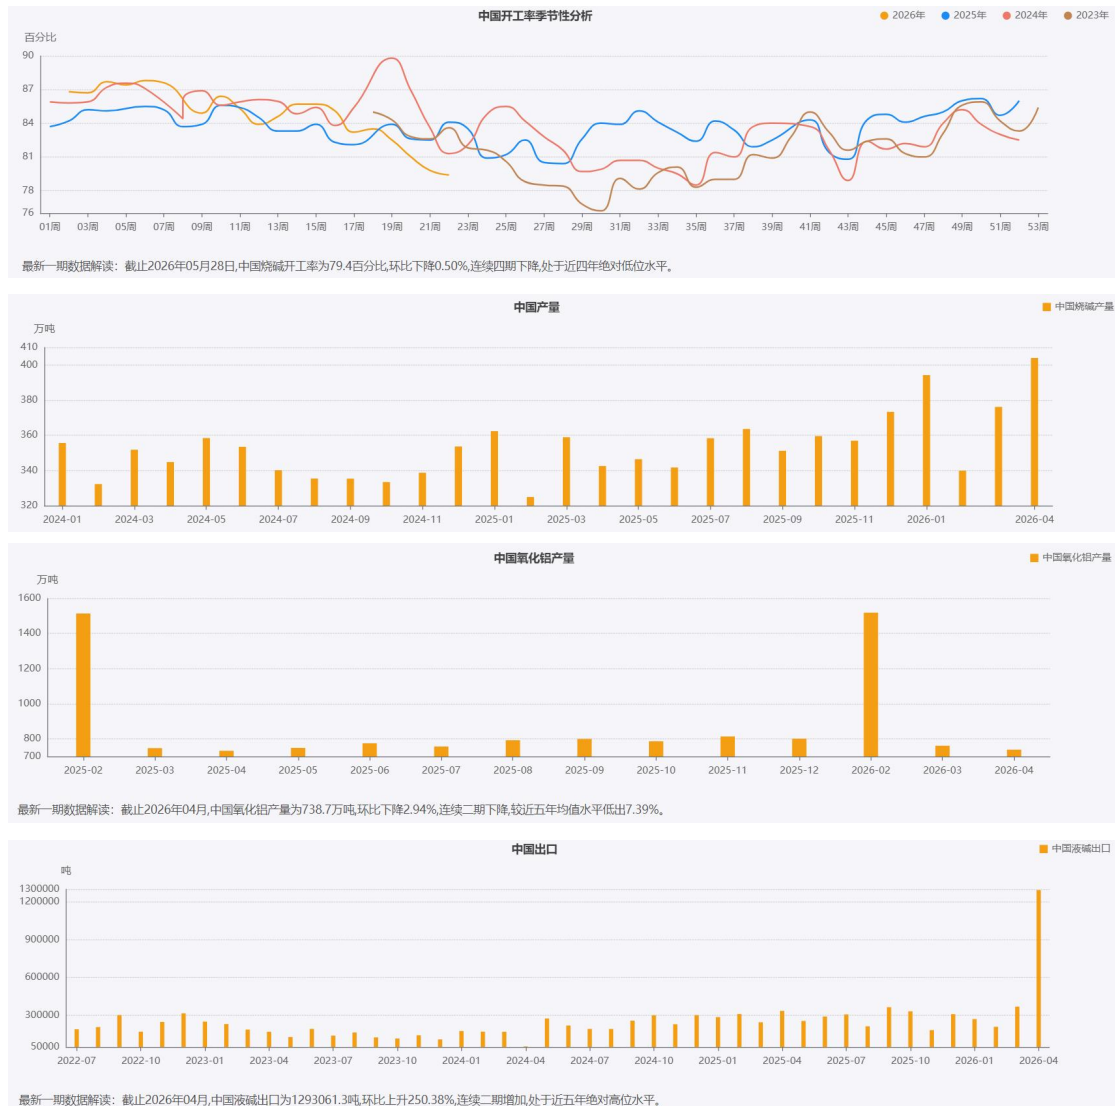 中国开工率季节性分析
2026年 2025年 2024年 2023年
百分比
90
87
84
81
78
76
01周 03周 05周 07周 09周 11周 13周 15周 17周 19周 21周 23周 25周 27周 29周 31周 33周 35周 37周 39周 41周 43周 45周 47周 49周 51周 53周
最新一期数据解读：截止2026年05月28日,中国烧碱开工率为79.4百分比,环比下降0.50%,连续四期下降,处于近四年绝对低位水平。
中国产量
中国烧碱产量
万吨
410
400
380
360
340
320
2024-01 2024-03 2024-05 2024-07 2024-09 2024-11 2025-01 2025-03 2025-05 2025-07 2025-09 2025-11 2026-01 2026-04
中国氧化铝产量
中国氧化铝产量
万吨
1600
1400
1200
1000
800
700
2025-02 2025-03 2025-04 2025-05 2025-06 2025-07 2025-08 2025-09 2025-10 2025-11 2025-12 2026-02 2026-03 2026-04
最新一期数据解读：截止2026年04月,中国氧化铝产量为738.7万吨,环比下降2.94%,连续二期下降,较近五年均值水平低出7.39%。
中国出口
中国液碱出口
吨
1300000
1200000
900000
600000
300000
50000
2022-07 2022-10 2023-01 2023-04 2023-07 2023-10 2024-01 2024-04 2024-07 2024-10 2025-01 2025-04 2025-07 2025-10 2026-01 2026-04
最新一期数据解读：截止2026年04月,中国液碱出口为1293061.3吨,环比上升250.38%,连续二期增加,处于近五年绝对高位水平。